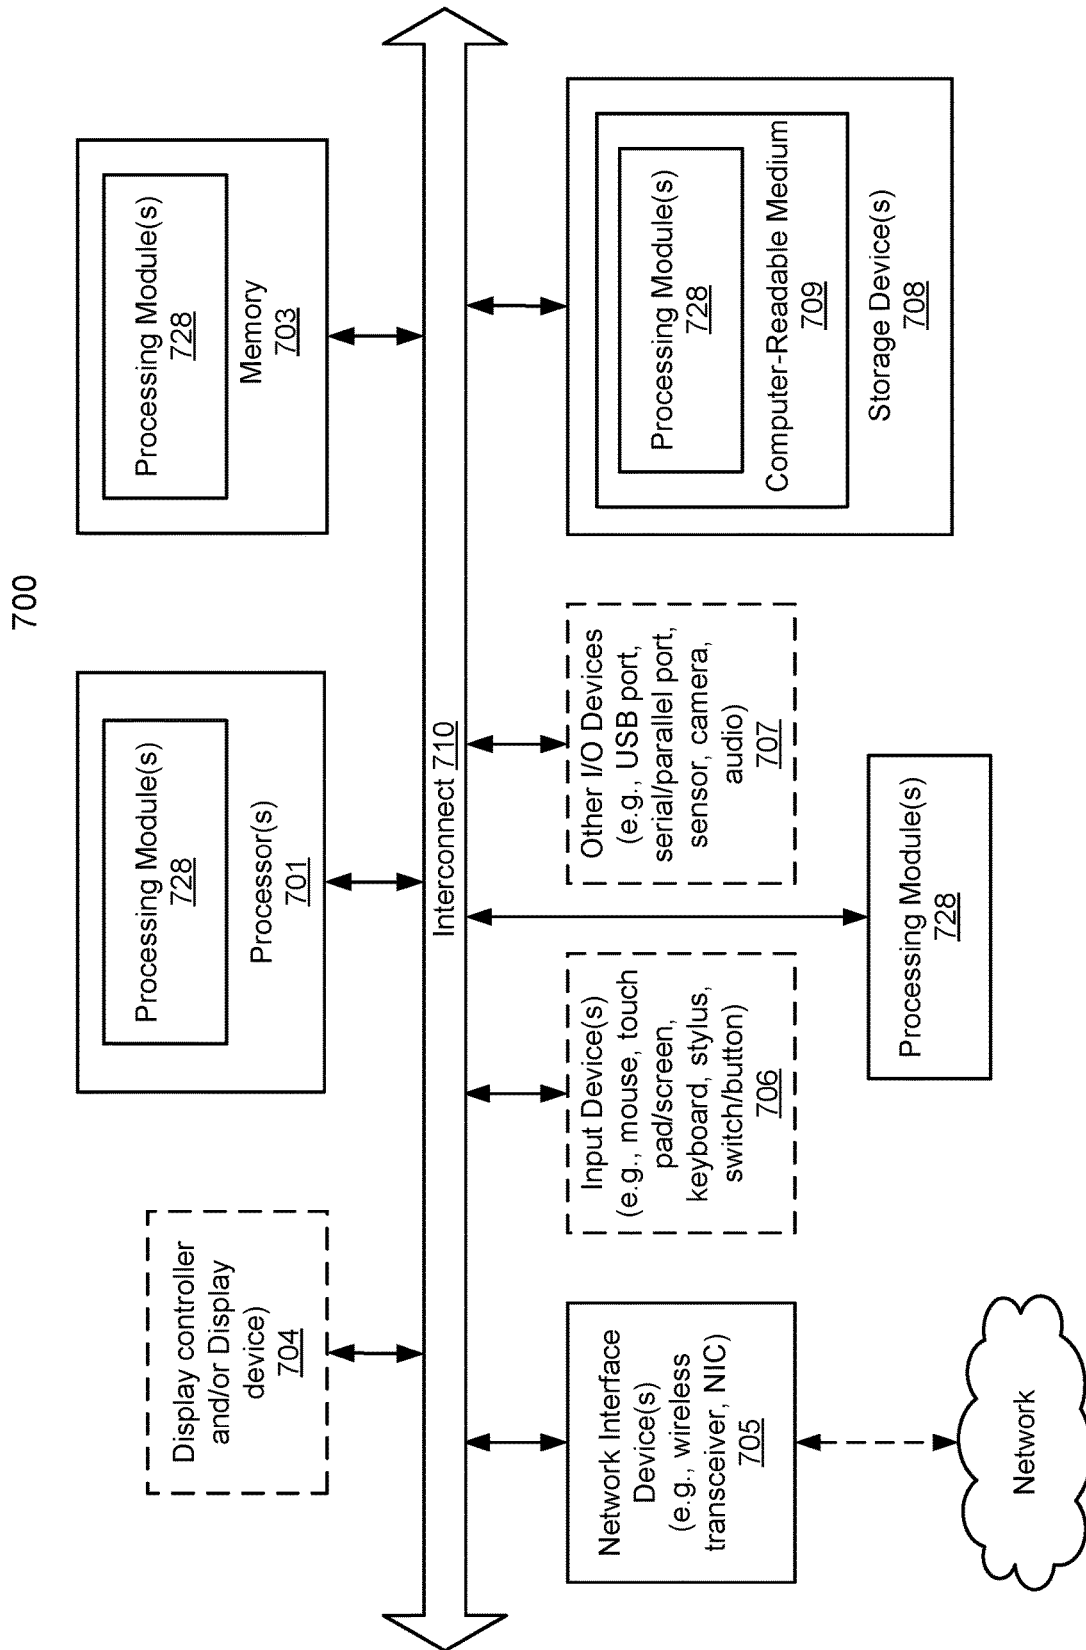 700
Display controller
and/or Display
device)
704
Processing Module(s)
728
Processor(s)
701
Processing Module(s)
728
Memory
703
Interconnect 710
Network Interface
Device(s)
(e.g., wireless
transceiver, NIC)
705
Input Device(s)
(e.g., mouse, touch
pad/screen,
keyboard, stylus,
switch/button)
706
Other I/O Devices
(e.g., USB port,
serial/parallel port,
sensor, camera,
audio)
707
Processing Module(s)
728
Computer-Readable Medium
709
Storage Device(s)
708
Processing Module(s)
728
Network